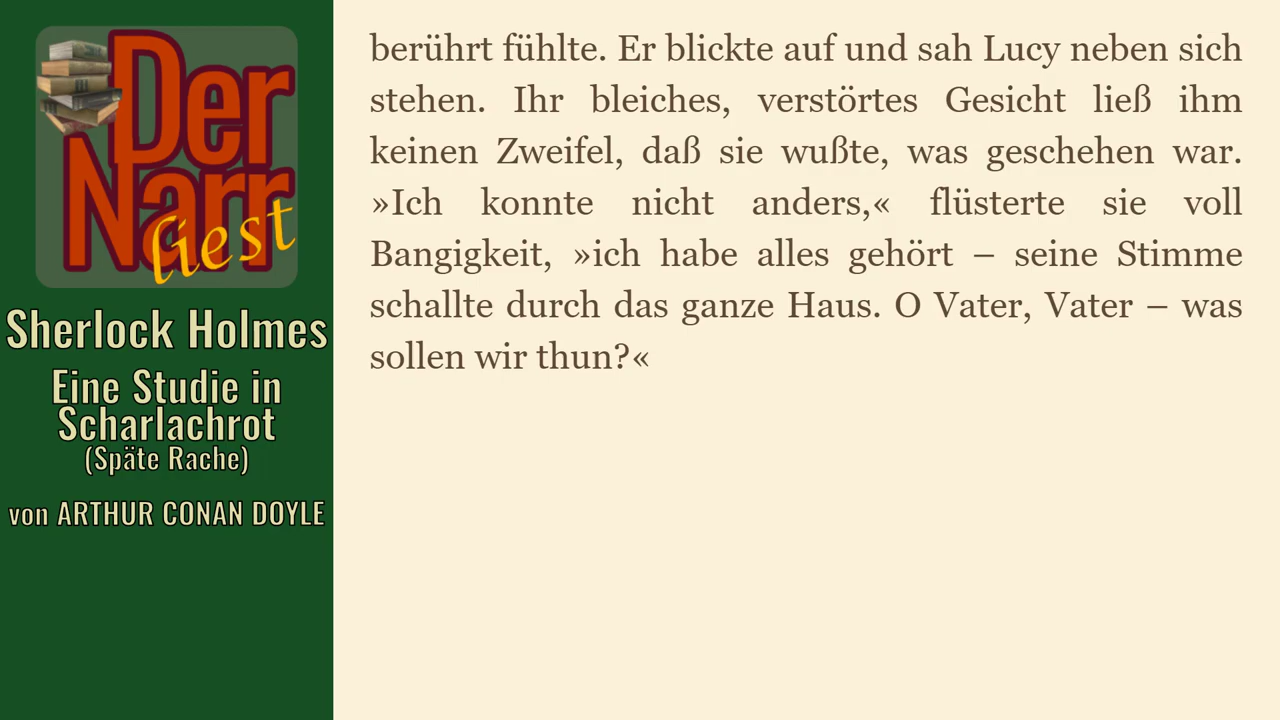 Der
Narr
liest
Sherlock Holmes
Eine Studie in
Scharlachrot
(Späte Rache)
von ARTHUR CONAN DOYLE
berührt fühlte. Er blickte auf und sah Lucy neben sich
stehen. Ihr bleiches, verstörtes Gesicht ließ ihm
keinen Zweifel, daß sie wußte, was geschehen war.
»Ich konnte nicht anders,« flüsterte sie voll
Bangigkeit, »ich habe alles gehört – seine Stimme
schallte durch das ganze Haus. O Vater, Vater – was
sollen wir thun?«